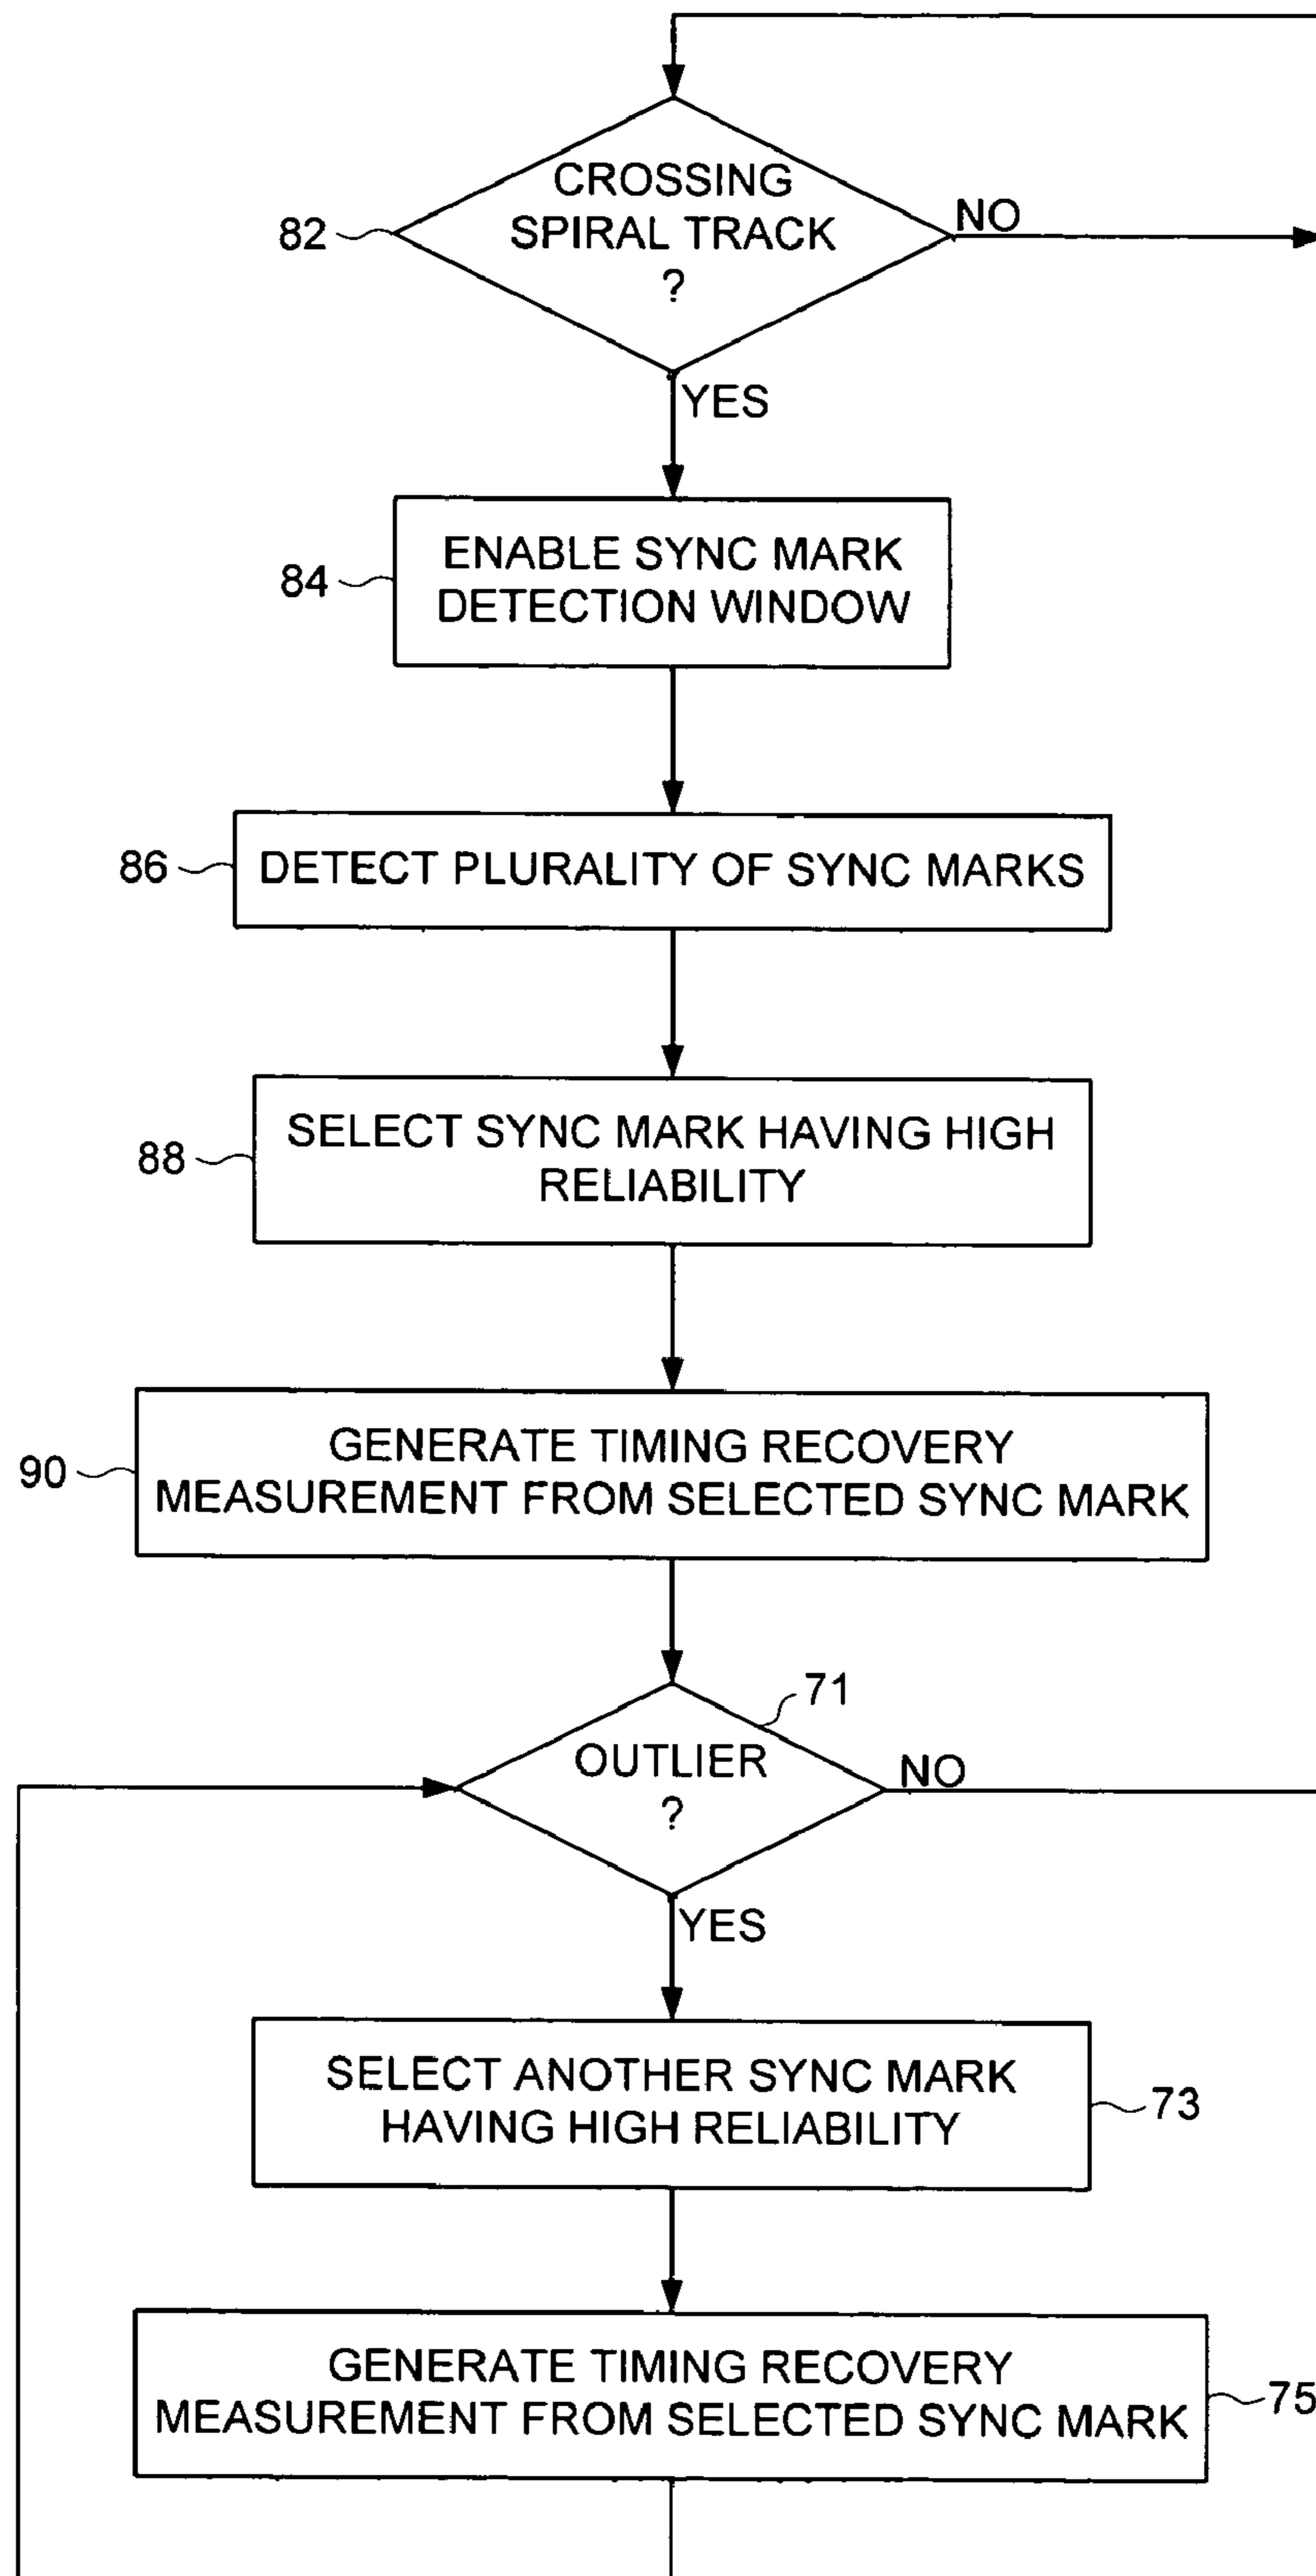 CROSSING
SPIRAL TRACK
?
82
NO
YES
ENABLE SYNC MARK
DETECTION WINDOW
84
86
DETECT PLURALITY OF SYNC MARKS
SELECT SYNC MARK HAVING HIGH
RELIABILITY
88
GENERATE TIMING RECOVERY
MEASUREMENT FROM SELECTED SYNC MARK
90
71
OUTLIER
?
NO
YES
SELECT ANOTHER SYNC MARK
HAVING HIGH RELIABILITY
73
GENERATE TIMING RECOVERY
MEASUREMENT FROM SELECTED SYNC MARK
75